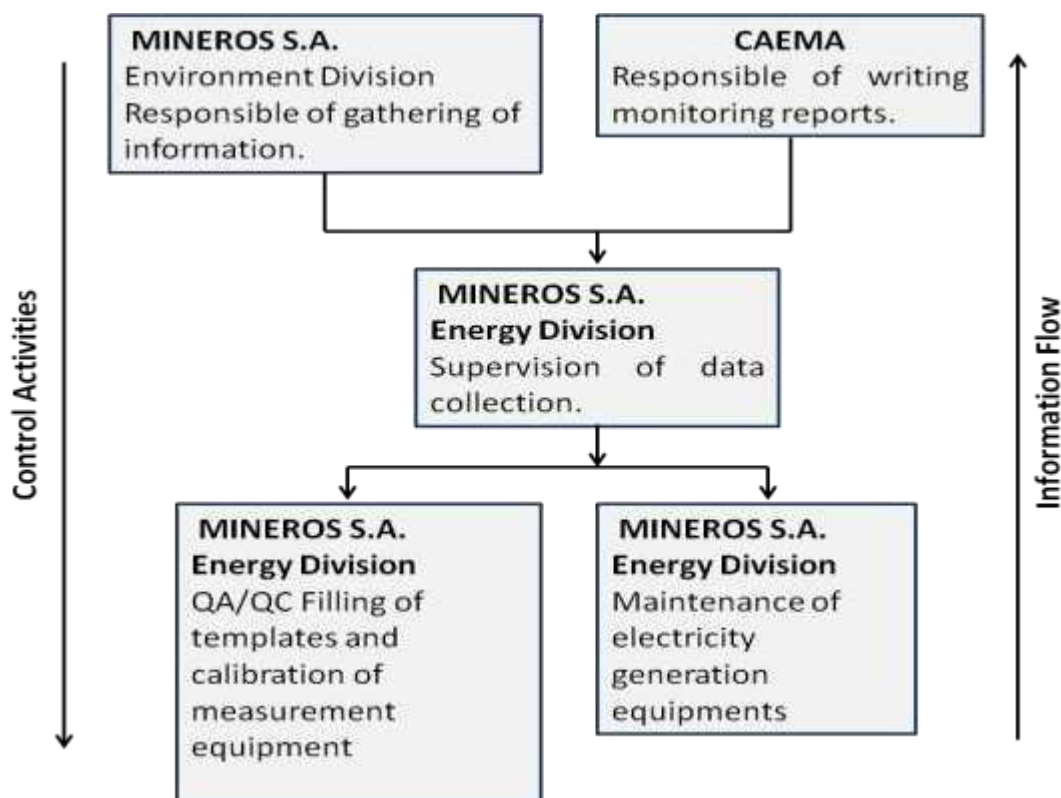 MINEROS S.A.
Environment Division
Responsible of gathering of
information.
CAEMA
Responsible of writing
monitoring reports.
Control Activities
Information Flow
MINEROS S.A.
Energy Division
Supervision of data
collection.
MINEROS S.A.
Energy Division
QA/QC Filling of
templates and
calibration of
measurement
equipment
MINEROS S.A.
Energy Division
Maintenance of
electricity
generation
equipments